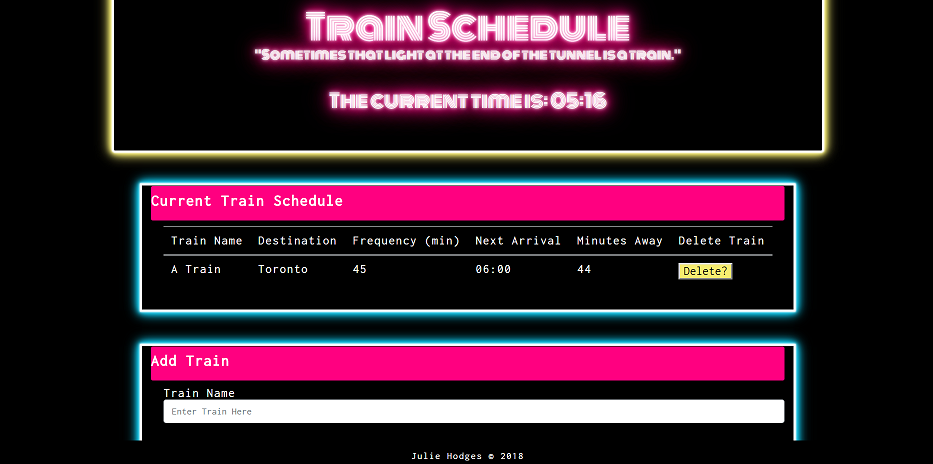 Train Schedule
"Sometimes that light at the end of the tunnel is a train."
The current time is: 05:16
Current Train Schedule
Train Name Destination Frequency (min) Next Arrival Minutes Away Delete Train
A Train Toronto 45 06:00 44 Delete?
Add Train
Train Name
Enter Train Here
Julie Hodges © 2018